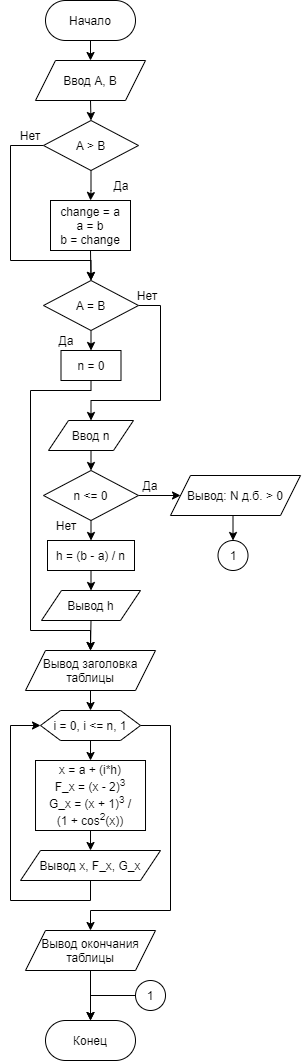 Начало
Ввод A, B
Нет
A > B
Да
change = a
a = b
b = change
A = B
Нет
Да
n = 0
Ввод n
n <= 0
Да
Вывод: N д.б. > 0
Нет
1
h = (b - a) / n
Вывод h
Вывод заголовка
таблицы
i = 0, i <= n, 1
x = a + (i*h)
F_x = (x - 2)³
G_x = (x + 1)³ /
(1 + cos²(x))
Вывод x, F_x, G_x
Вывод окончания
таблицы
1
Конец